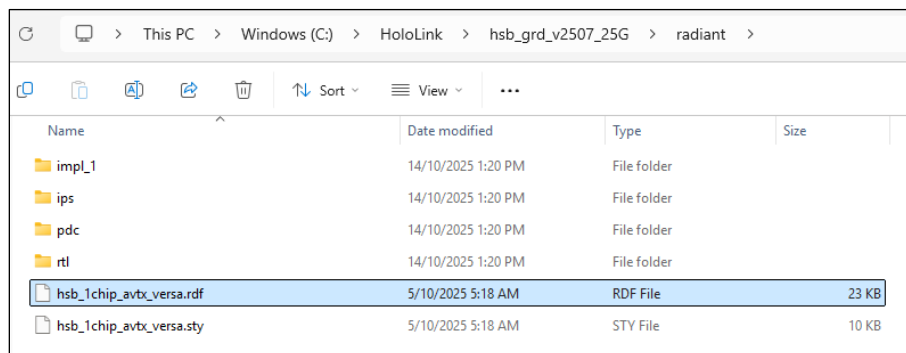 This PC > Windows (C:) > HoloLink > hsb_grd_v2507_25G > radiant >
Sort View ...
Name Date modified Type Size
impl_1 14/10/2025 1:20 PM File folder
ips 14/10/2025 1:20 PM File folder
pdc 14/10/2025 1:20 PM File folder
rtl 14/10/2025 1:20 PM File folder
hsb_1chip_avtx_versa.rdf 5/10/2025 5:18 AM RDF File 23 KB
hsb_1chip_avtx_versa.sty 5/10/2025 5:18 AM STY File 10 KB